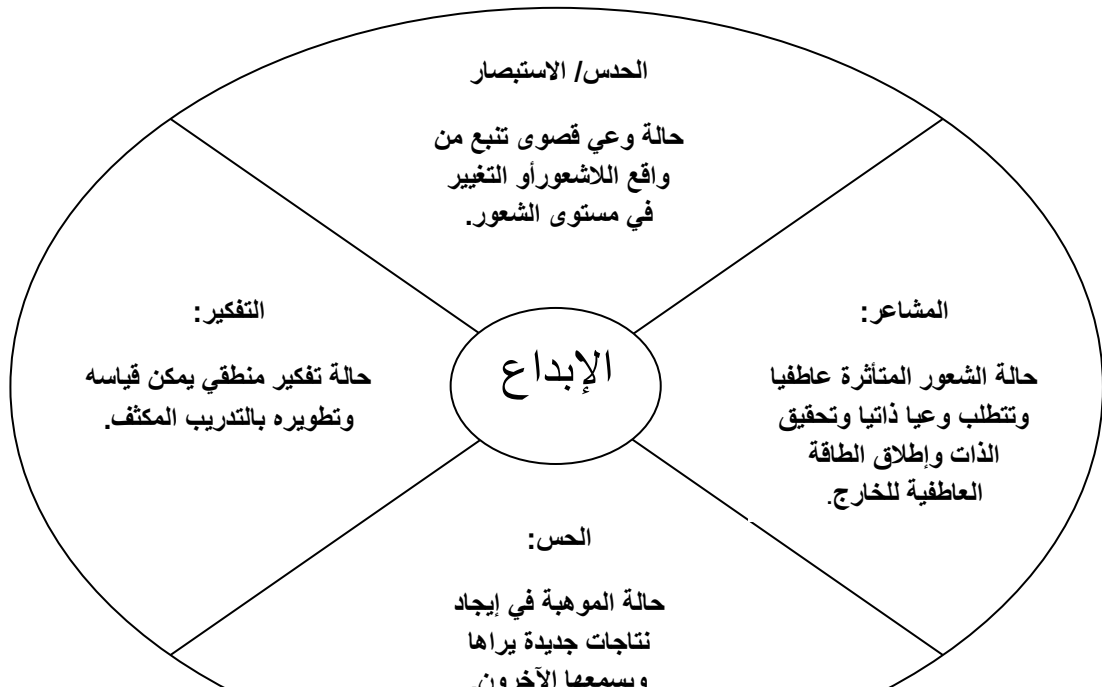 الحدس/ الاستبصار
حالة وعي قصوى تنبع من
واقع اللاشعورأو التغيير
في مستوى الشعور.
المشاعر:
حالة الشعور المتأثرة عاطفيا
وتتطلب وعيا ذاتيا وتحقيق
الذات وإطلاق الطاقة
العاطفية للخارج.
الإبداع
التفكير:
حالة تفكير منطقي يمكن قياسه
وتطويره بالتدريب المكثف.
الحس:
حالة الموهبة في إيجاد
نتاجات جديدة يراها
ويسمعها الآخرون.